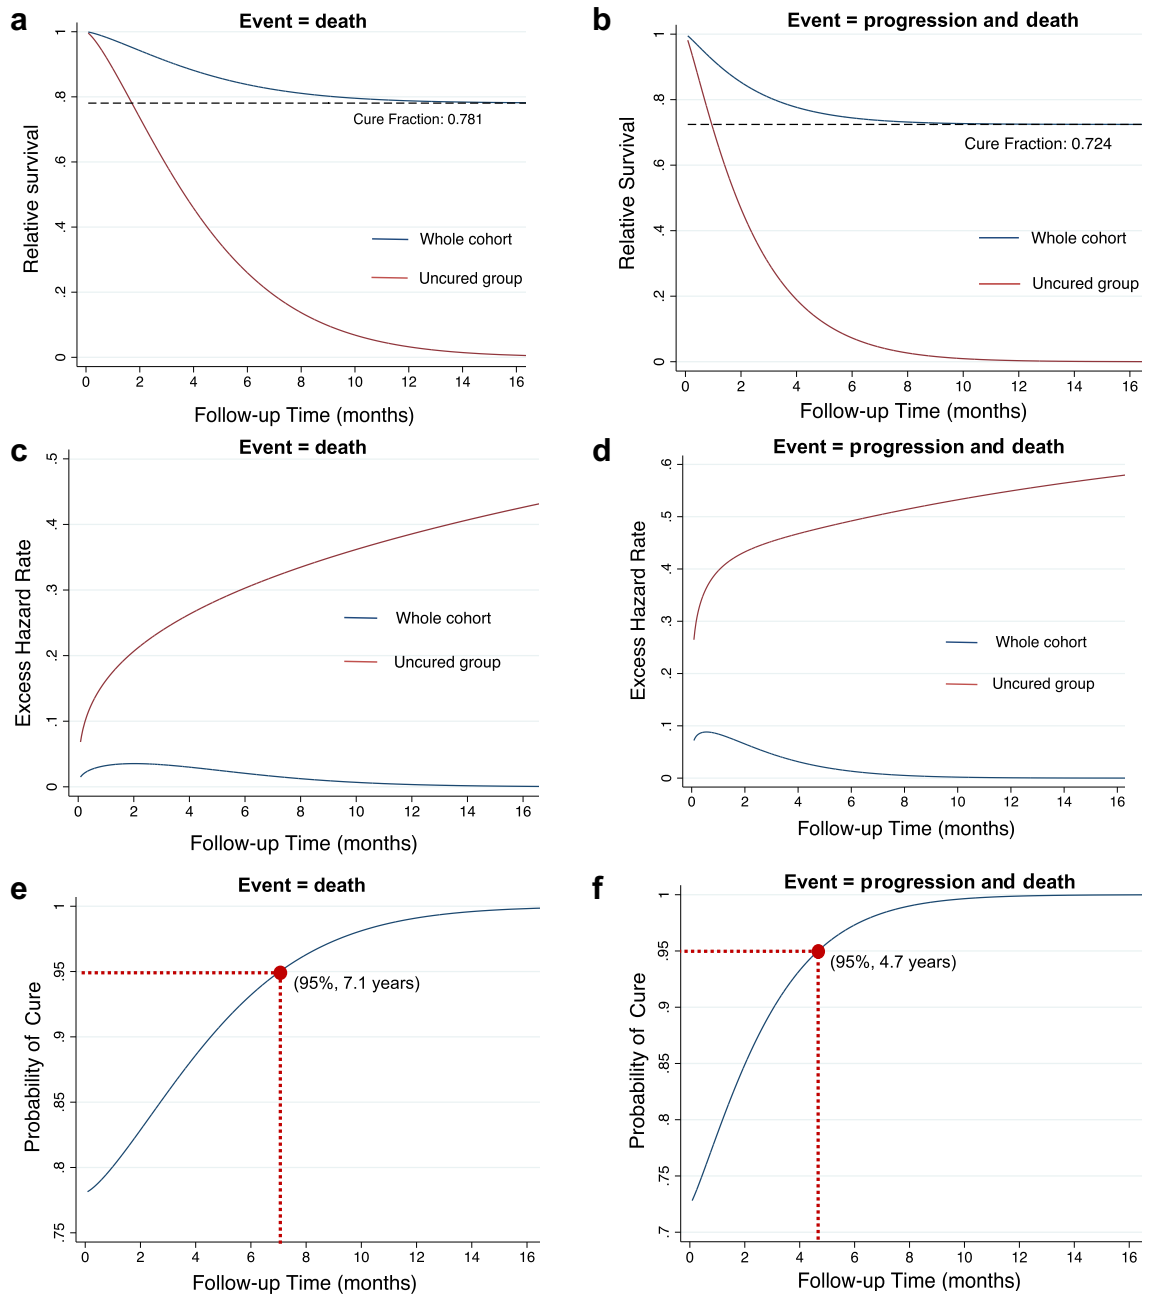 a
Event = death
1
.8
.6
.4
.2
0
Relative survival
Cure Fraction: 0.781
Whole cohort
Uncured group
0 2 4 6 8 10 12 14 16
Follow-up Time (months)
b
Event = progression and death
1
.8
.6
.4
.2
0
Relative Survival
Cure Fraction: 0.724
Whole cohort
Uncured group
0 2 4 6 8 10 12 14 16
Follow-up Time (months)
c
Event = death
.5
.4
.3
.2
.1
0
Excess Hazard Rate
Whole cohort
Uncured group
0 2 4 6 8 10 12 14 16
Follow-up Time (months)
d
Event = progression and death
.6
.5
.4
.3
.2
.1
0
Excess Hazard Rate
Whole cohort
Uncured group
0 2 4 6 8 10 12 14 16
Follow-up Time (months)
e
Event = death
1
.95
.9
.85
.8
.75
Probability of Cure
(95%, 7.1 years)
0 2 4 6 8 10 12 14 16
Follow-up Time (months)
f
Event = progression and death
1
.95
.9
.85
.8
.75
.7
Probability of Cure
(95%, 4.7 years)
0 2 4 6 8 10 12 14 16
Follow-up Time (months)